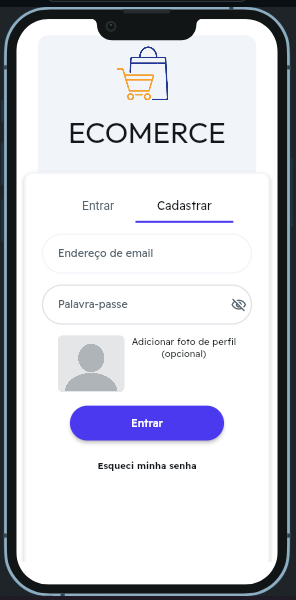 ECOMERCE
Entrar Cadastrar
Endereço de email
Palavra-passe
Adicionar foto de perfil
(opcional)
Entrar
Esqueci minha senha